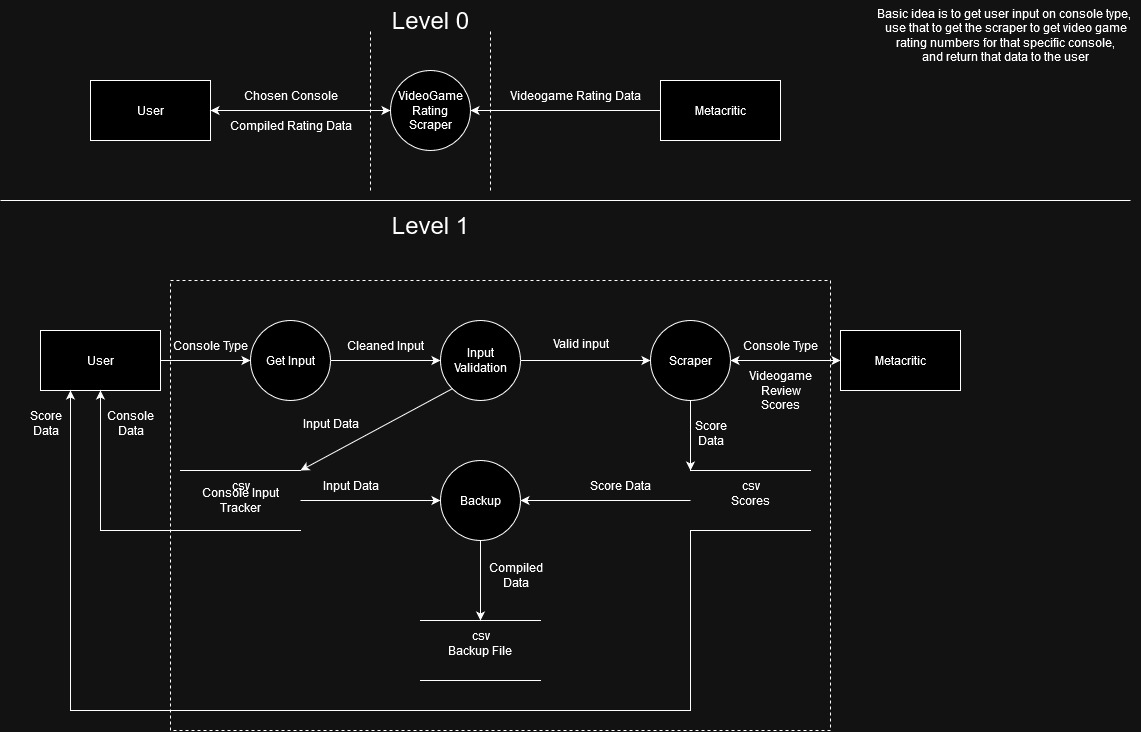 Level 0
Basic idea is to get user input on console type,
use that to get the scraper to get video game
rating numbers for that specific console,
and return that data to the user
User
Chosen Console
Compiled Rating Data
VideoGame
Rating
Scraper
Videogame Rating Data
Metacritic
Level 1
User
Console Type
Get Input
Cleaned Input
Input
Validation
Valid input
Scraper
Console Type
Videogame
Review
Scores
Metacritic
Score
Data
Console
Data
Input Data
Score
Data
csv
Console Input
Tracker
Input Data
Backup
Score Data
csv
Scores
Compiled
Data
csv
Backup File